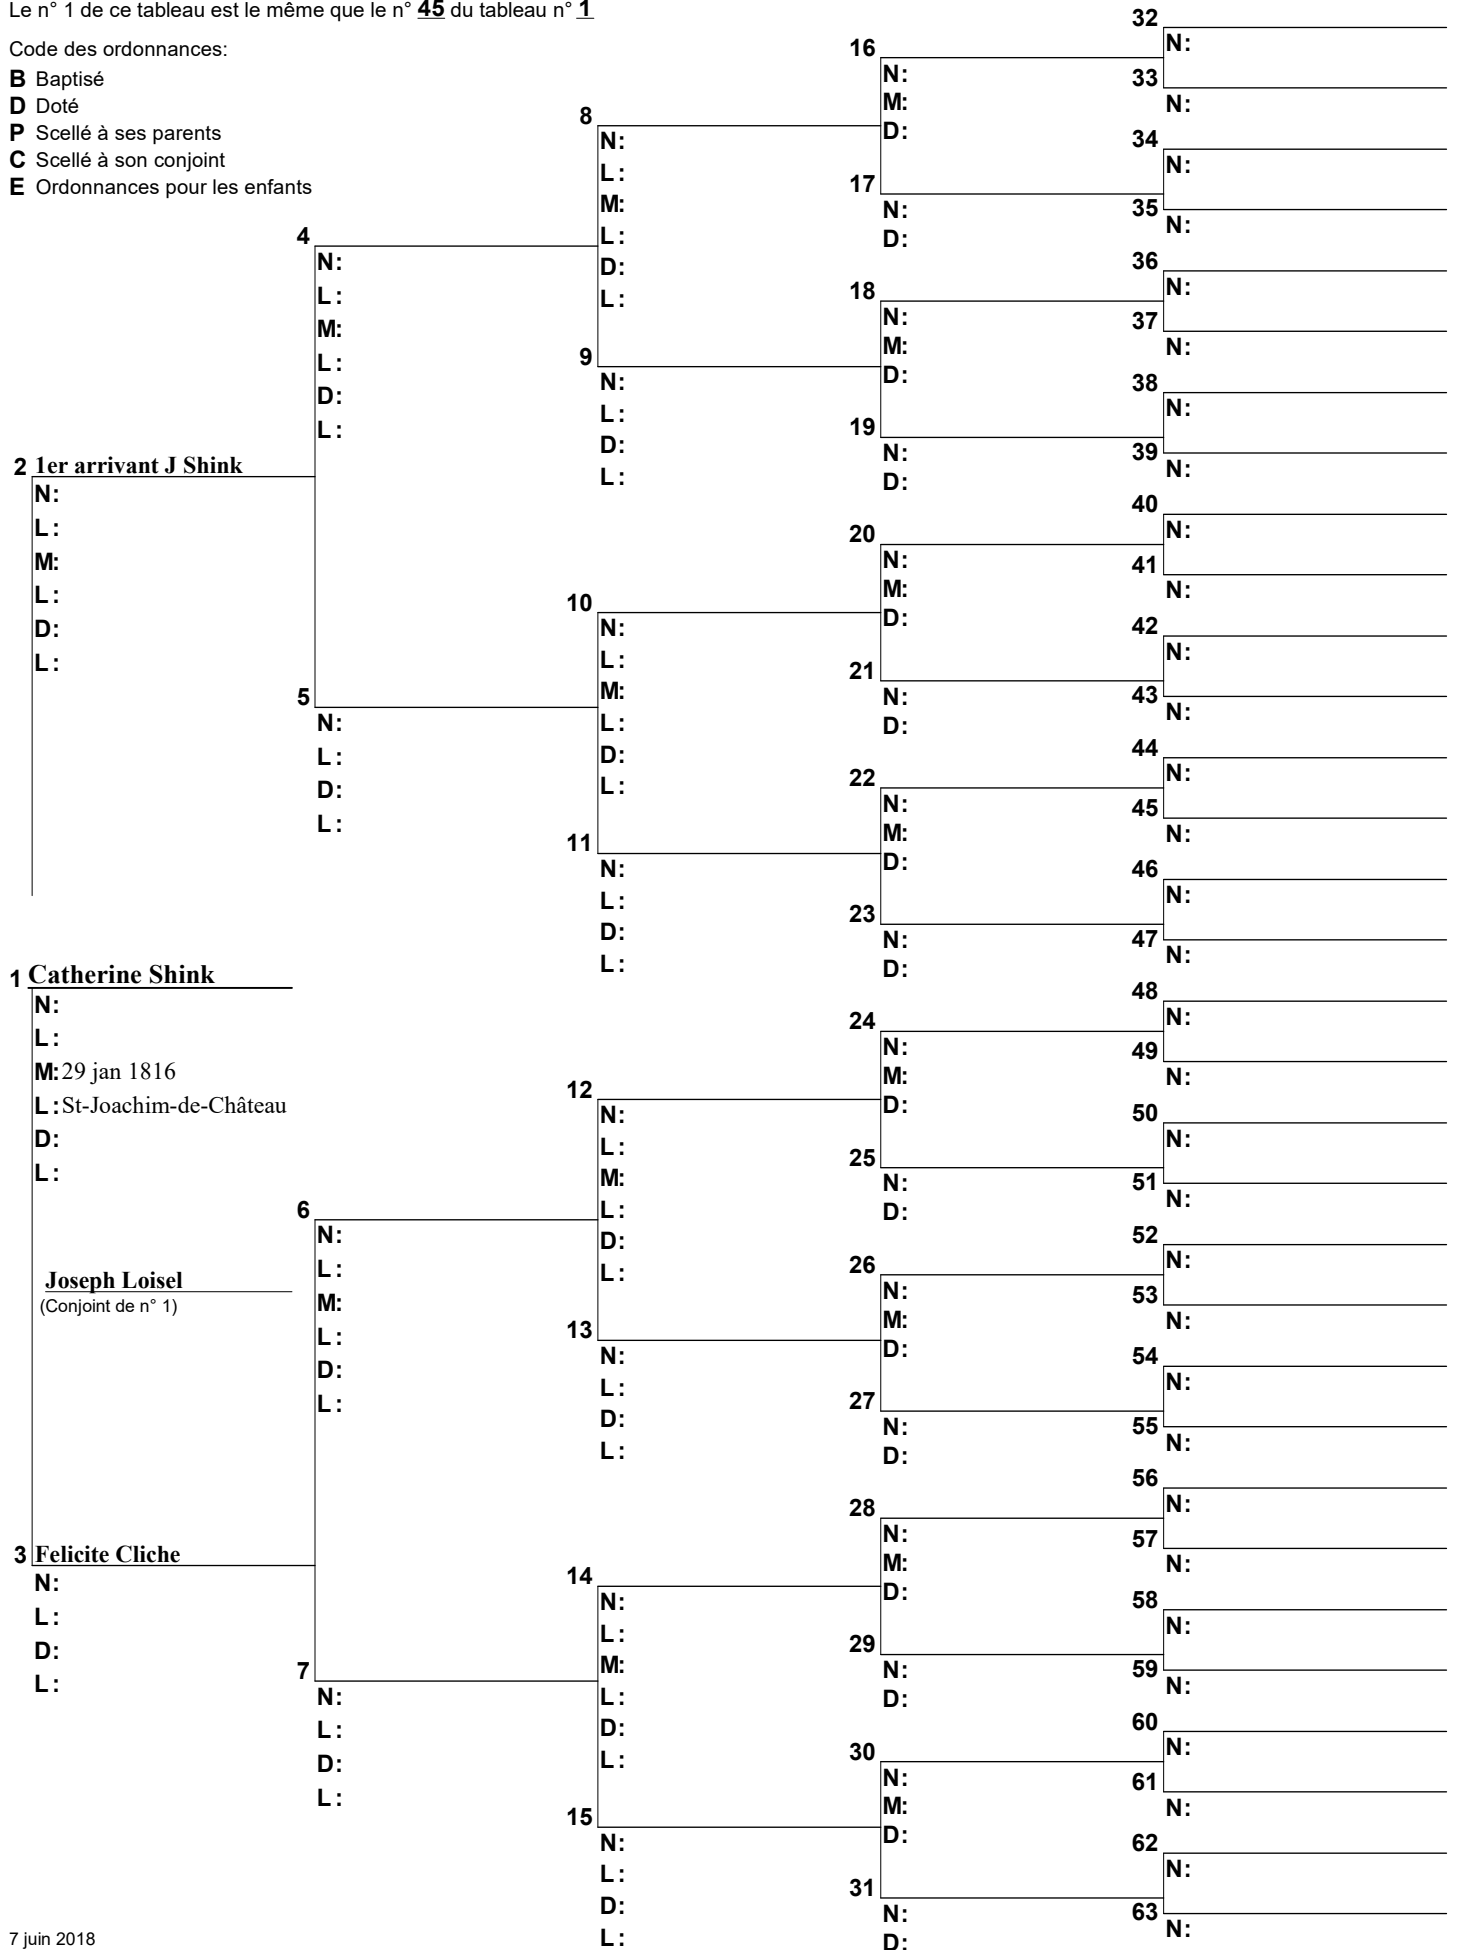 Le n° 1 de ce tableau est le même que le n° 45 du tableau n° 1
Code des ordonnances:
B Baptisé
D Doté
P Scellé à ses parents
C Scellé à son conjoint
E Ordonnances pour les enfants
2 1er arrivant J Shink
N:
L:
M:
L:
D:
L:
1 Catherine Shink
N:
L:
M: 29 jan 1816
L: St-Joachim-de-Château
D:
L:
Joseph Loisel
(Conjoint de n° 1)
3 Felicite Cliche
N:
L:
D:
L:
4
N:
L:
M:
L:
D:
L:
5
N:
L:
D:
L:
6
N:
L:
M:
L:
D:
L:
7
N:
L:
D:
L:
8
N:
L:
M:
L:
D:
L:
9
N:
L:
D:
L:
10
N:
L:
M:
L:
D:
L:
11
N:
L:
D:
L:
12
N:
L:
M:
L:
D:
L:
13
N:
L:
D:
L:
14
N:
L:
M:
L:
D:
L:
15
N:
L:
D:
L:
16
N:
M:
D:
17
N:
D:
18
N:
M:
D:
19
N:
D:
20
N:
M:
D:
21
N:
D:
22
N:
M:
D:
23
N:
D:
24
N:
M:
D:
25
N:
D:
26
N:
M:
D:
27
N:
D:
28
N:
M:
D:
29
N:
D:
30
N:
M:
D:
31
N:
D:
32
N:
33
N:
34
N:
35
N:
36
N:
37
N:
38
N:
39
N:
40
N:
41
N:
42
N:
43
N:
44
N:
45
N:
46
N:
47
N:
48
N:
49
N:
50
N:
51
N:
52
N:
53
N:
54
N:
55
N:
56
N:
57
N:
58
N:
59
N:
60
N:
61
N:
62
N:
63
N:
7 juin 2018